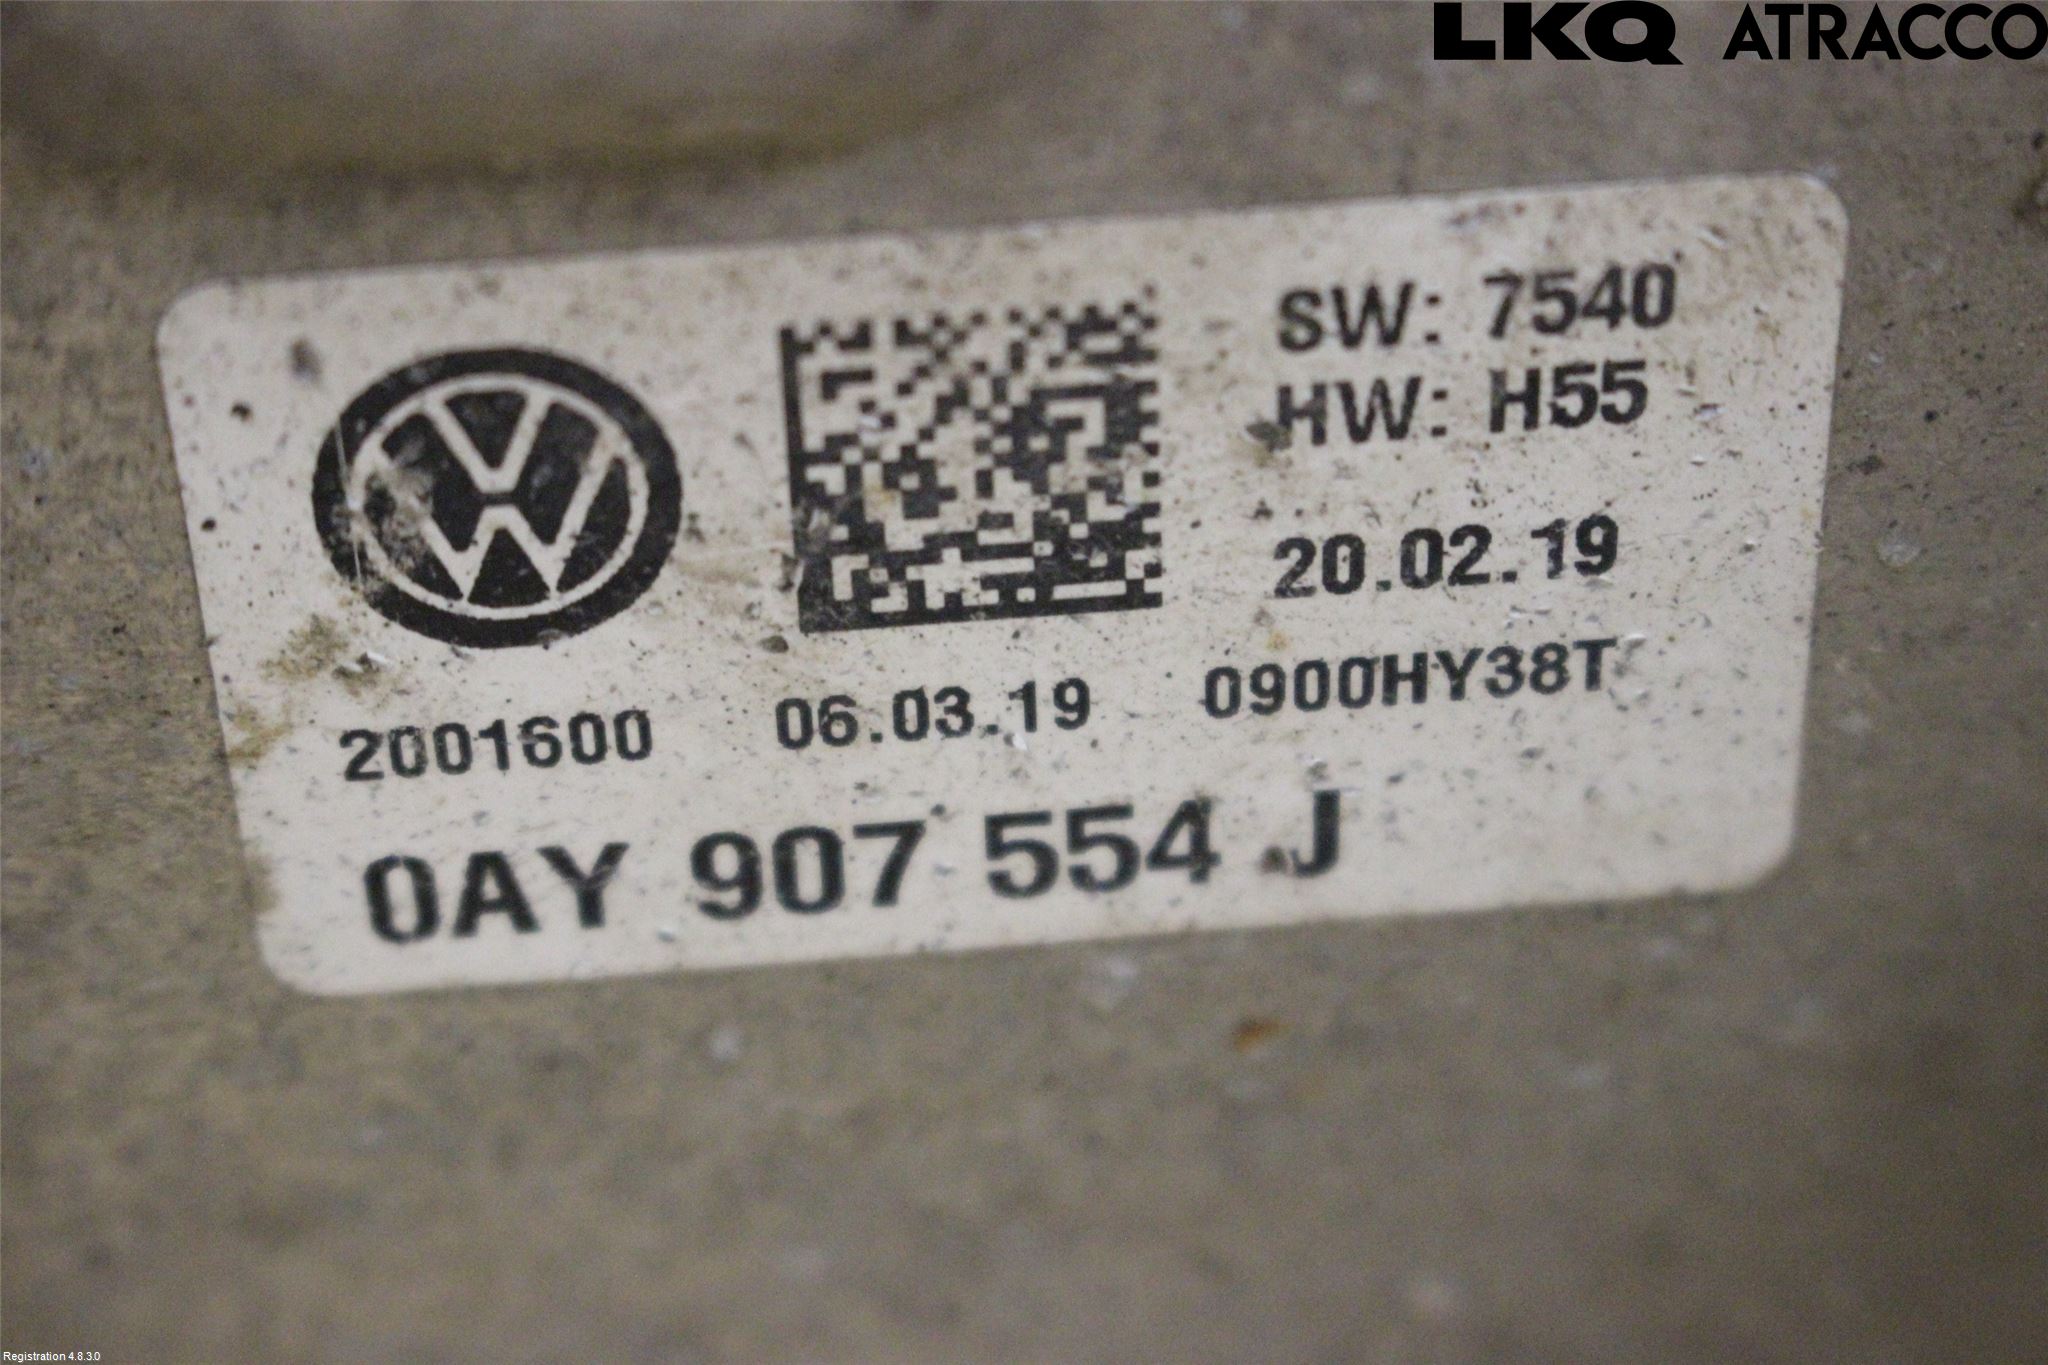 LKQ ATRACCO
SW: 7540
HW: H55
20.02.19
2001600 06.03.19 0900HY38T
0AY 907 554 J
Registration 4.8.3.0